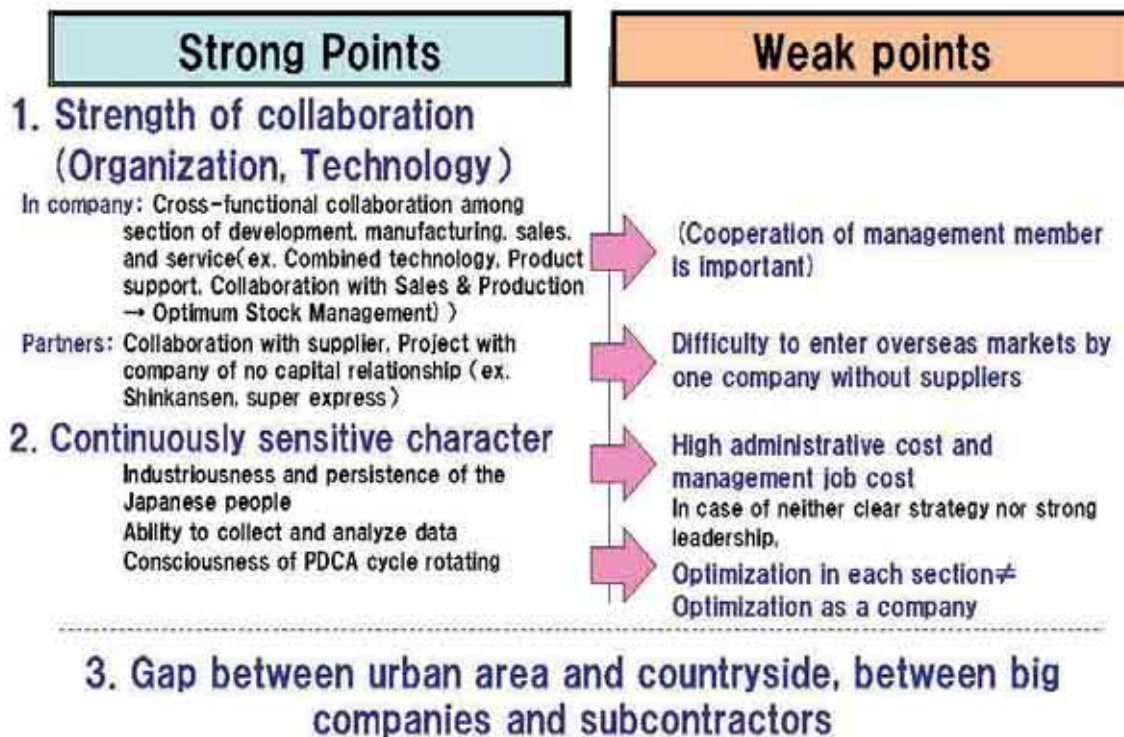 Strong Points
Weak points
1. Strength of collaboration
(Organization, Technology)
In company: Cross-functional collaboration among
section of development, manufacturing, sales,
and service(ex. Combined technology, Product
support, Collaboration with Sales & Production
→ Optimum Stock Management) )
Partners: Collaboration with supplier, Project with
company of no capital relationship (ex.
Shinkansen, super express)
2. Continuously sensitive character
Industriousness and persistence of the
Japanese people
Ability to collect and analyze data
Consciousness of PDCA cycle rotating
(Cooperation of management member
is important)
Difficulty to enter overseas markets by
one company without suppliers
High administrative cost and
management job cost
In case of neither clear strategy nor strong
leadership,
Optimization in each section≠
Optimization as a company
3. Gap between urban area and countryside, between big
companies and subcontractors